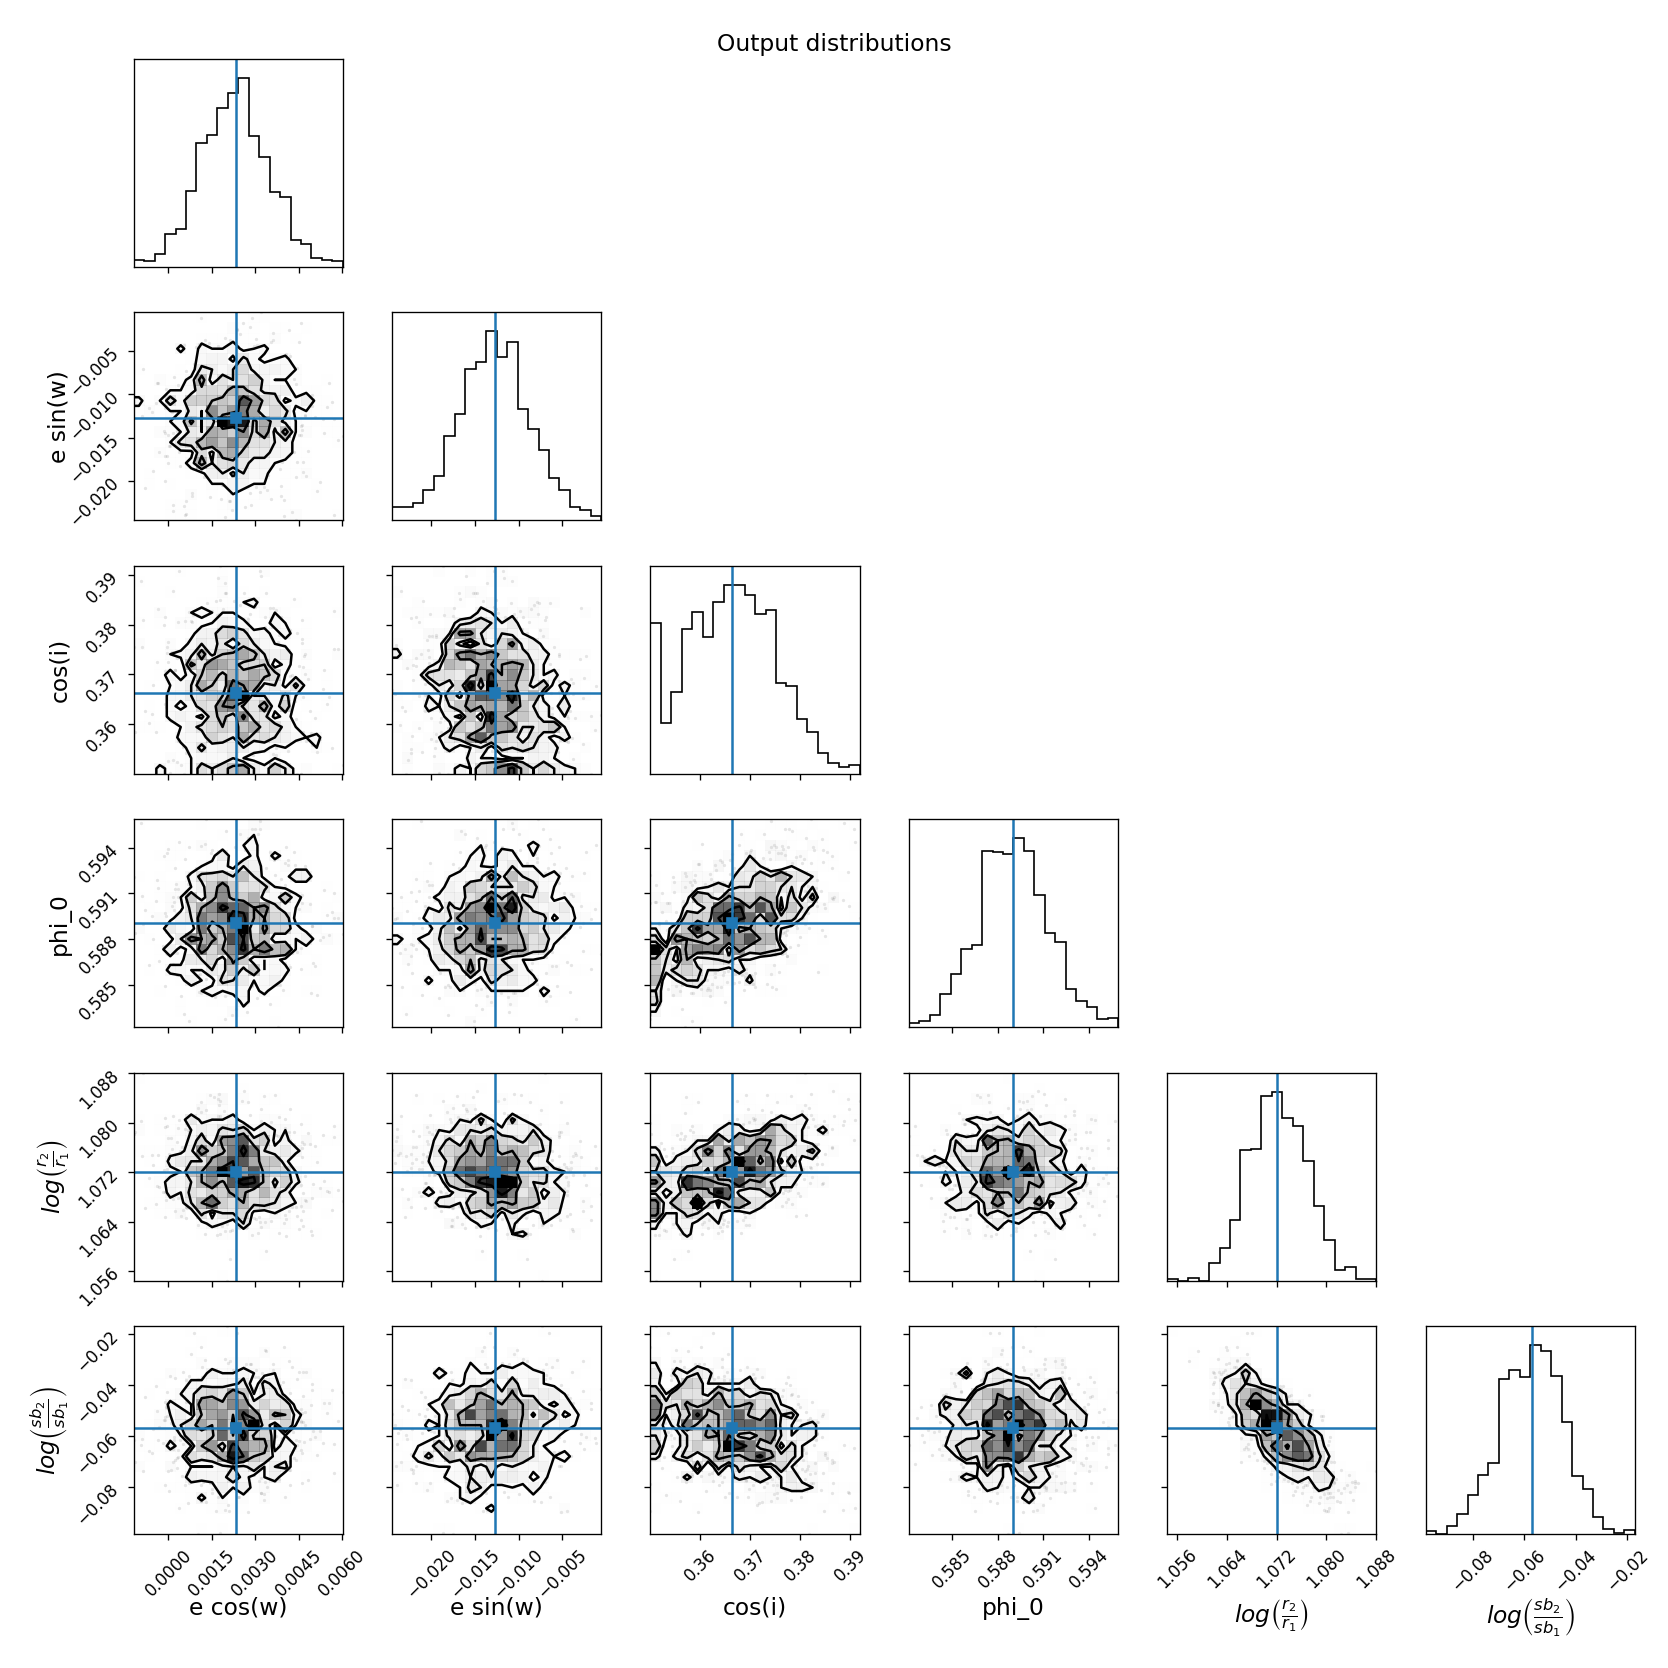 Output distributions
e sin(w)
−0.005
−0.010
−0.015
−0.020
cos(i)
0.39
0.38
0.37
0.36
phi_0
0.594
0.591
0.588
0.585
log(r₂/r₁)
1.088
1.080
1.072
1.064
1.056
log(sb₂/sb₁)
−0.02
−0.04
−0.06
−0.08
0.0000 0.0015 0.0030 0.0045 0.0060
e cos(w)
−0.020 −0.015 −0.010 −0.005
e sin(w)
0.36 0.37 0.38 0.39
cos(i)
0.585 0.588 0.591 0.594
phi_0
1.056 1.064 1.072 1.080 1.088
log(r₂/r₁)
−0.08 −0.06 −0.04 −0.02
log(sb₂/sb₁)